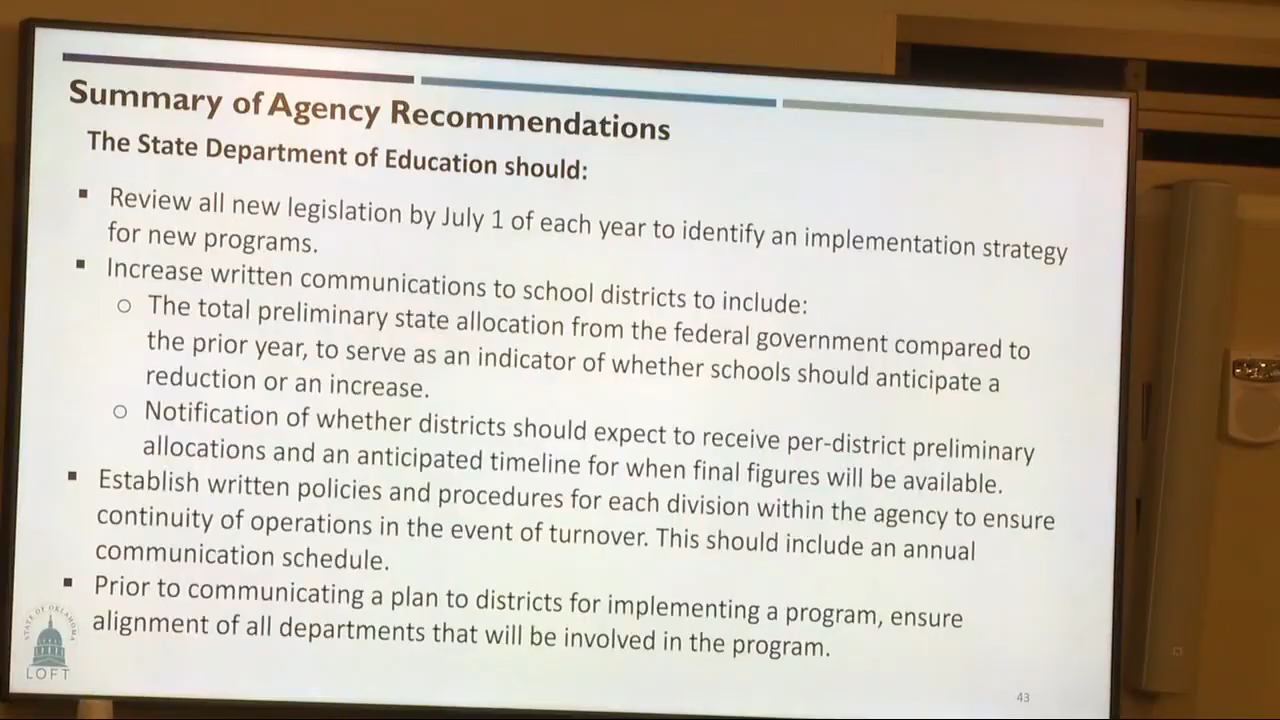 Summary of Agency Recommendations
The State Department of Education should:
▪ Review all new legislation by July 1 of each year to identify an implementation strategy
for new programs.
▪ Increase written communications to school districts to include:
o The total preliminary state allocation from the federal government compared to
the prior year, to serve as an indicator of whether schools should anticipate a
reduction or an increase.
o Notification of whether districts should expect to receive per-district preliminary
allocations and an anticipated timeline for when final figures will be available.
▪ Establish written policies and procedures for each division within the agency to ensure
continuity of operations in the event of turnover. This should include an annual
communication schedule.
▪ Prior to communicating a plan to districts for implementing a program, ensure
alignment of all departments that will be involved in the program.
STATE OF OKLAHOMA
LOFT
43